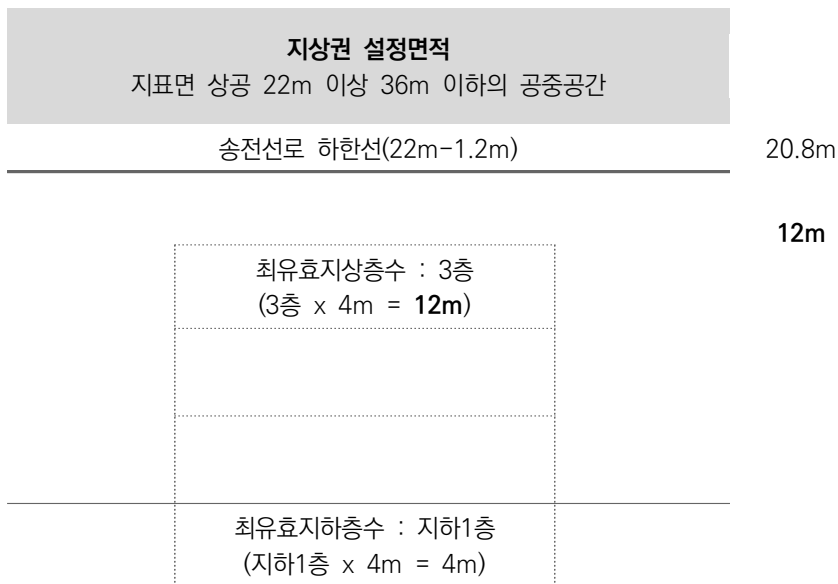 지상권 설정면적
지표면 상공 22m 이상 36m 이하의 공중공간
송전선로 하한선(22m-1.2m)
20.8m
12m
최유효지상층수 : 3층
(3층 x 4m = 12m)
최유효지하층수 : 지하1층
(지하1층 x 4m = 4m)